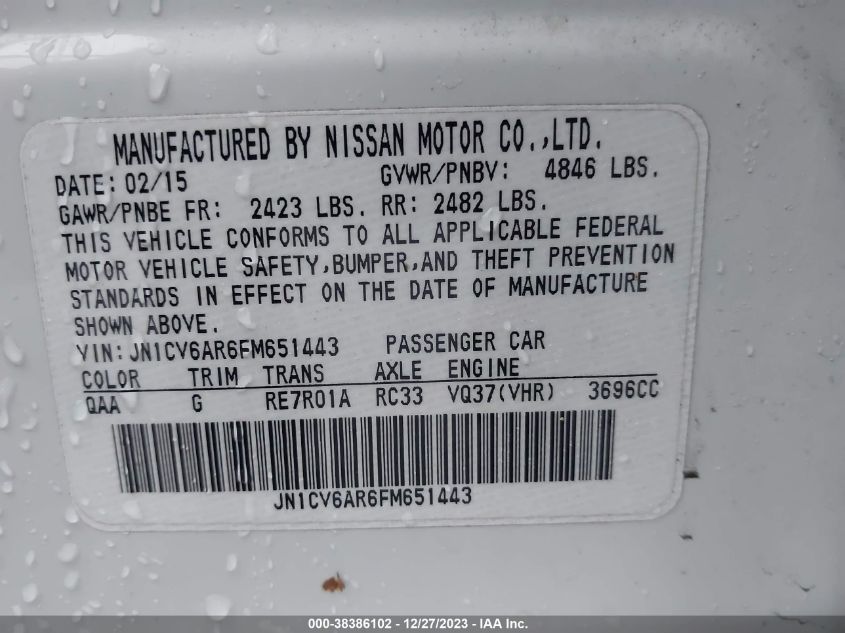 MANUFACTURED BY NISSAN MOTOR CO.,LTD.
DATE: 02/15 GVWR/PNBV: 4846 LBS.
GAWR/PNBE FR: 2423 LBS. RR: 2482 LBS.
THIS VEHICLE CONFORMS TO ALL APPLICABLE FEDERAL
MOTOR VEHICLE SAFETY,BUMPER,AND THEFT PREVENTION
STANDARDS IN EFFECT ON THE DATE OF MANUFACTURE
SHOWN ABOVE.
VIN:JN1CV6AR6FM651443 PASSENGER CAR
COLOR TRIM TRANS AXLE ENGINE
QAA G RE7R01A RC33 VQ37(VHR) 3696CC
JN1CV6AR6FM651443
000-38386102 - 12/27/2023 - IAA Inc.